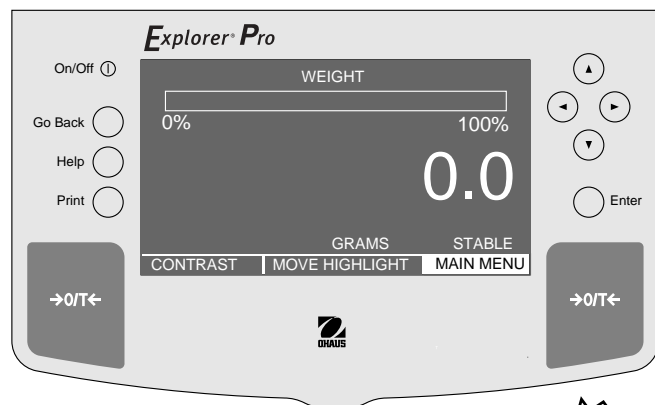 Explorer® Pro
On/Off
WEIGHT
0% 100%
Go Back
Help
Print
0.0
Enter
GRAMS STABLE
CONTRAST MOVE HIGHLIGHT MAIN MENU
→0/T← →0/T←
OHAUS